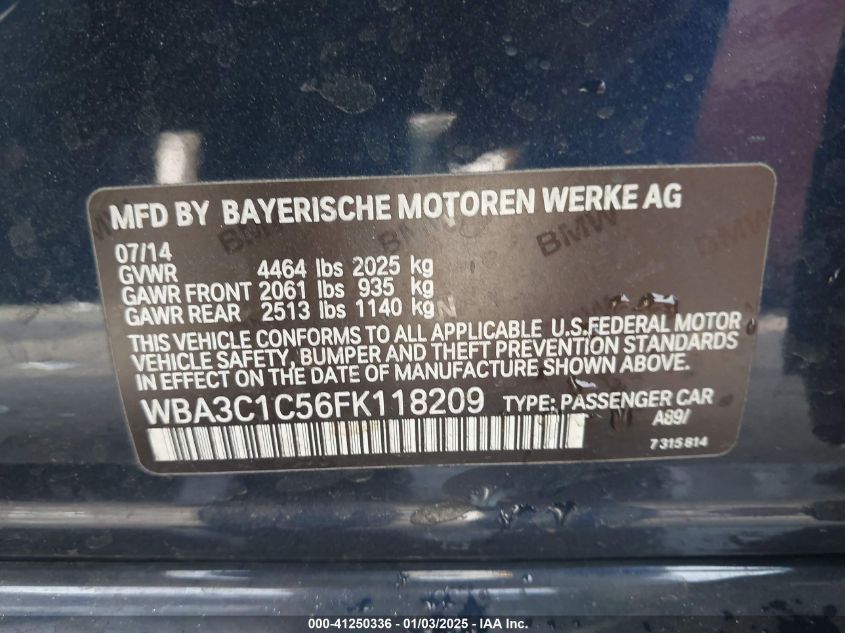 MFD BY BAYERISCHE MOTOREN WERKE AG
07/14
GVWR 4464 lbs 2025 kg
GAWR FRONT 2061 lbs 935 kg
GAWR REAR 2513 lbs 1140 kg
THIS VEHICLE CONFORMS TO ALL APPLICABLE U.S.FEDERAL MOTOR
VEHICLE SAFETY, BUMPER AND THEFT PREVENTION STANDARDS
IN EFFECT ON THE DATE OF MANUFACTURE SHOWN ABOVE.
WBA3C1C56FK118209 TYPE: PASSENGER CAR
A89/
7315814
BMW
BMW
BMW
000-41250336 - 01/03/2025 - IAA Inc.